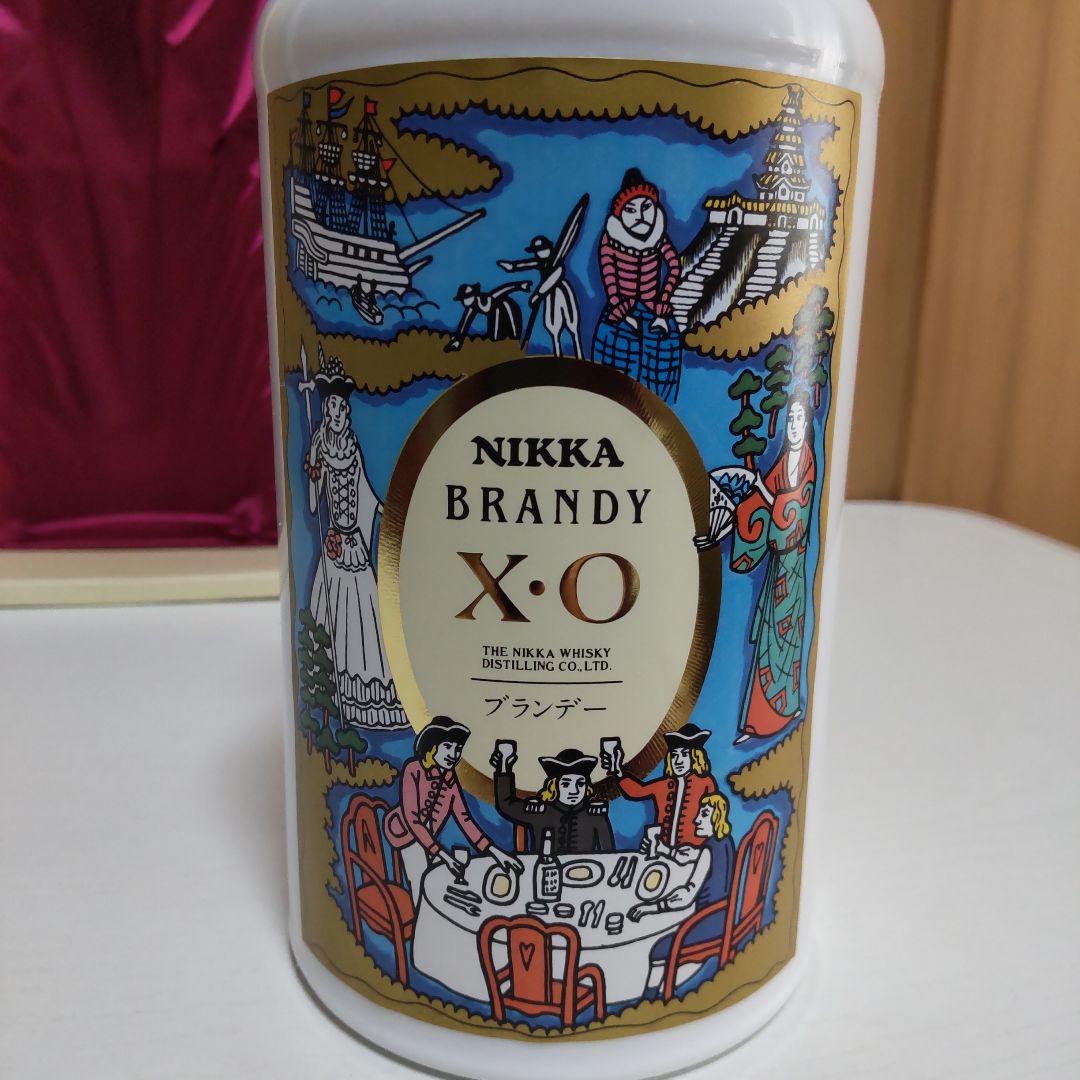 NIKKA
BRANDY
X·O
THE NIKKA WHISKY
DISTILLING CO.,LTD.
ブランデー